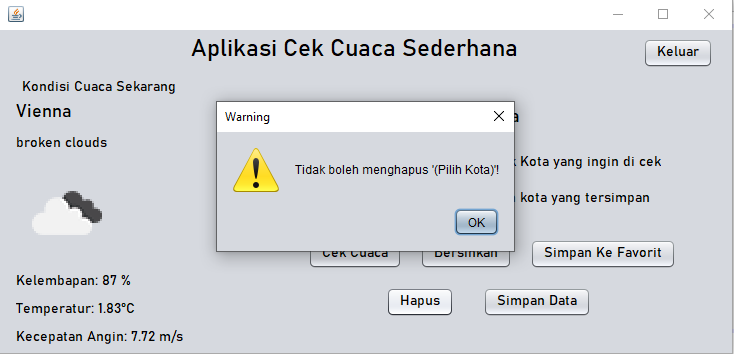 Aplikasi Cek Cuaca Sederhana
Keluar
Kondisi Cuaca Sekarang
Vienna
broken clouds
Warning
Tidak boleh menghapus '(Pilih Kota)'!
OK
Kota yang ingin di cek
kota yang tersimpan
Cek Cuaca
Bersihkan
Simpan Ke Favorit
Hapus
Simpan Data
Kelembapan: 87 %
Temperatur: 1.83°C
Kecepatan Angin: 7.72 m/s